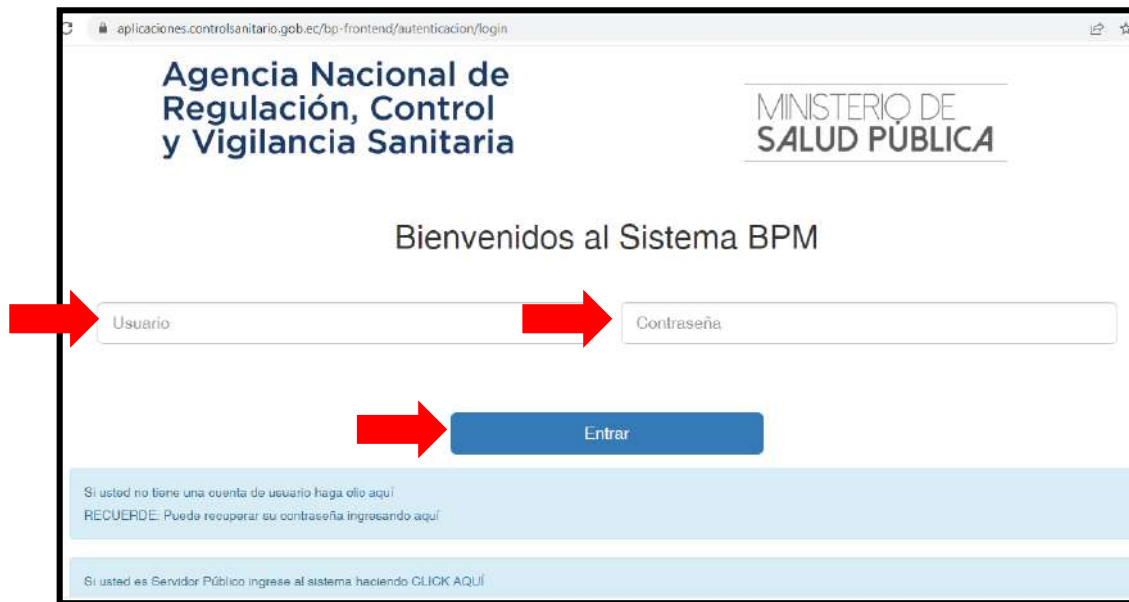 aplicaciones.controlsanitario.gob.ec/bp-frontend/autenticacion/login
Agencia Nacional de
Regulación, Control
y Vigilancia Sanitaria
MINISTERIO DE
SALUD PÚBLICA
Bienvenidos al Sistema BPM
Usuario
Contraseña
Entrar
Si usted no tiene una cuenta de usuario haga clic aquí
RECUERDE: Puede recuperar su contraseña ingresando aquí
Si usted es Servidor Público ingrese al sistema haciendo CLICK AQUÍ